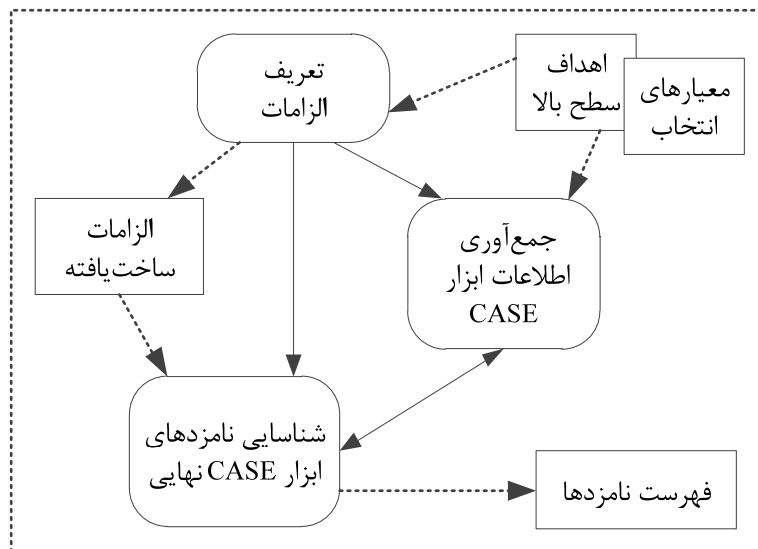 تعریف
الزامات
اهداف
سطح بالا
معیارهای
انتخاب
الزامات
ساخت‌یافته
جمع‌آوری
اطلاعات ابزار
CASE
شناسایی نامزدهای
ابزار CASE نهایی
فهرست نامزدها